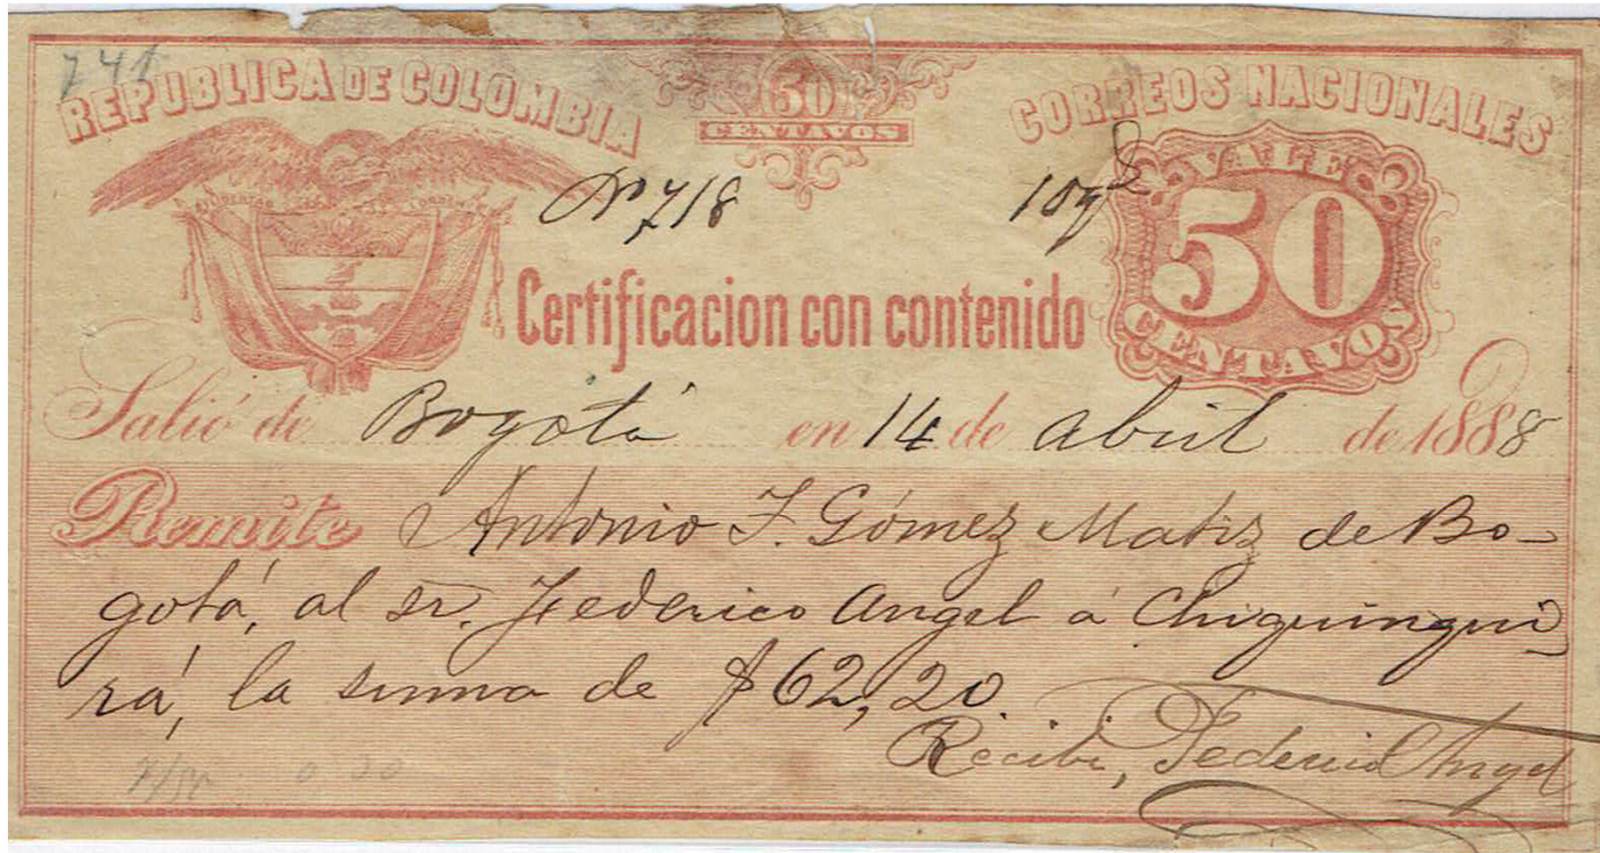 741
REPUBLICA DE COLOMBIA
50
CENTAVOS
CORREOS NACIONALES
Nº 718
VALE
50
CENTAVOS
Certificacion con contenido
Salió de Bogotá en 14 de abril de 1888
Remite Antonio F. Gómez Matiz de Bo-
gotá, al sr. Federico Angel á Chiquinqui
rá, la suma de $ 62,20.
Recibí, Federico Angel